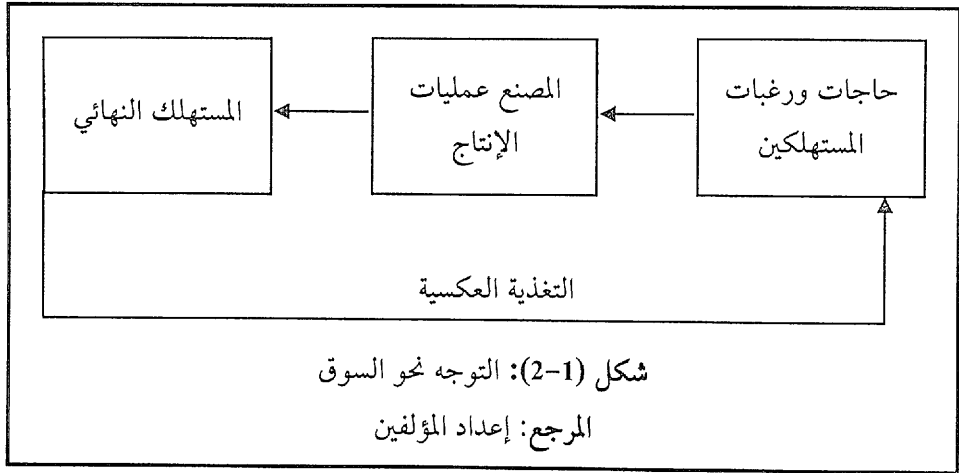 حاجات ورغبات
المستهلكين
المصنع عمليات
الإنتاج
المستهلك النهائي
التغذية العكسية
شكل (1-2): التوجه نحو السوق
المرجع: إعداد المؤلفين